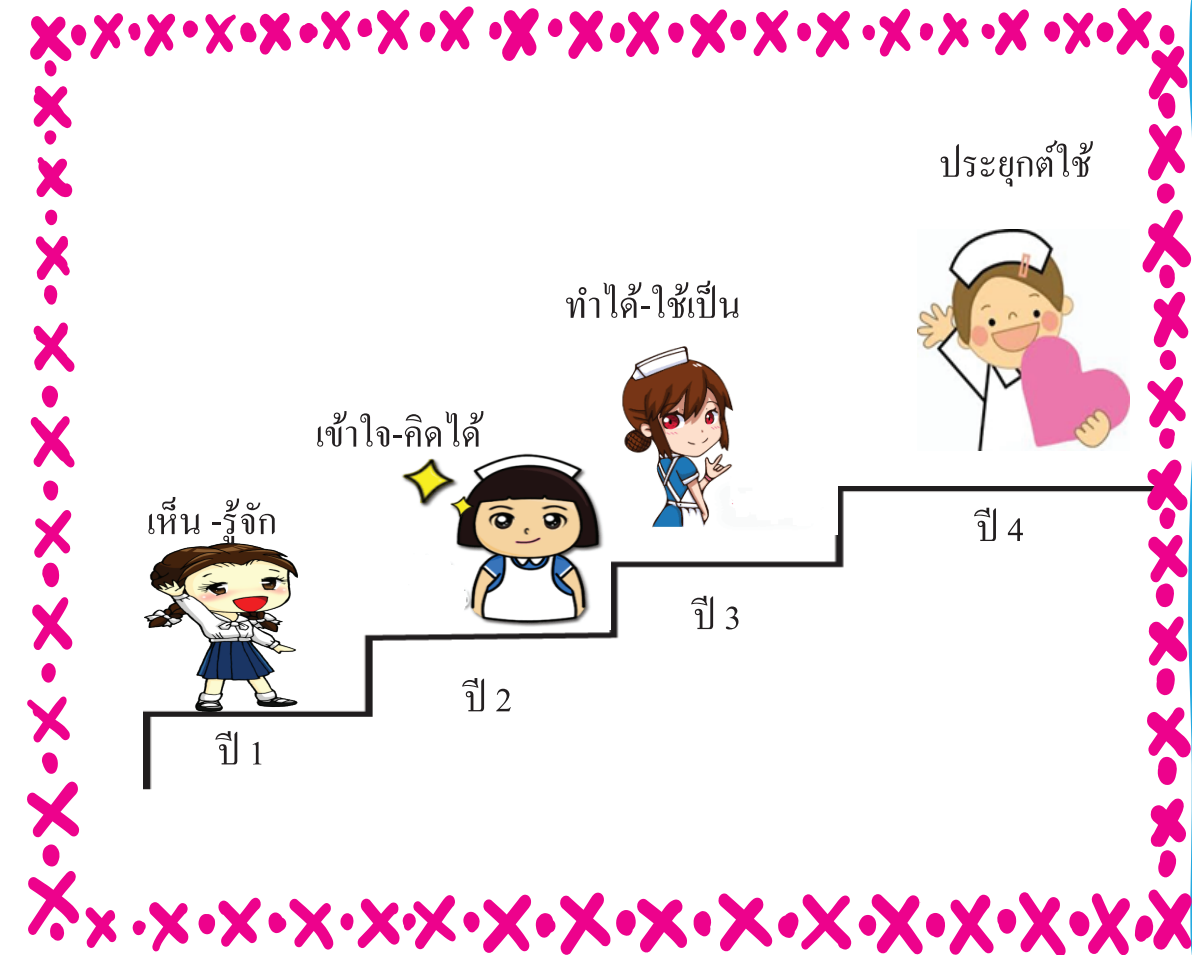 ประยุกต์ใช้
ทำได้-ใช้เป็น
เข้าใจ-คิดได้
เห็น -รู้จัก
ปี 4
ปี 3
ปี 2
ปี 1